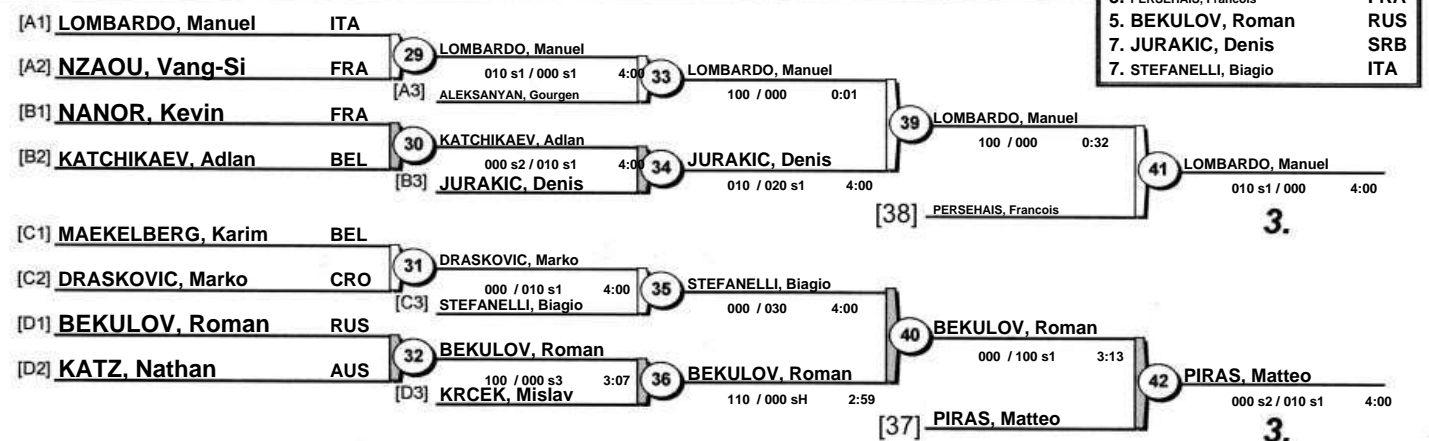 5. PERSEHAIS, Francois FRA
5. BEKULOV, Roman RUS
7. JURAKIC, Denis SRB
7. STEFANELLI, Biagio ITA
[A1] LOMBARDO, Manuel ITA
[A2] NZAOU, Vang-Si FRA
[B1] NANOR, Kevin FRA
[B2] KATCHIKAEV, Adlan BEL
[C1] MAEKELBERG, Karim BEL
[C2] DRASKOVIC, Marko CRO
[D1] BEKULOV, Roman RUS
[D2] KATZ, Nathan AUS
29
LOMBARDO, Manuel
010 s1 / 000 s1 4:00
[A3] ALEKSANYAN, Gourgen
30
KATCHIKAEV, Adlan
000 s2 / 010 s1 4:00
[B3] JURAKIC, Denis
31
DRASKOVIC, Marko
000 / 010 s1 4:00
[C3] STEFANELLI, Biagio
32
BEKULOV, Roman
100 / 000 s3 3:07
[D3] KRCEK, Mislav
33
LOMBARDO, Manuel
100 / 000 0:01
34
JURAKIC, Denis
010 / 020 s1 4:00
35
STEFANELLI, Biagio
000 / 030 4:00
36
BEKULOV, Roman
110 / 000 sH 2:59
39
LOMBARDO, Manuel
100 / 000 0:32
[38] PERSEHAIS, Francois
40
BEKULOV, Roman
000 / 100 s1 3:13
[37] PIRAS, Matteo
41
LOMBARDO, Manuel
010 s1 / 000 4:00
3.
42
PIRAS, Matteo
000 s2 / 010 s1 4:00
3.